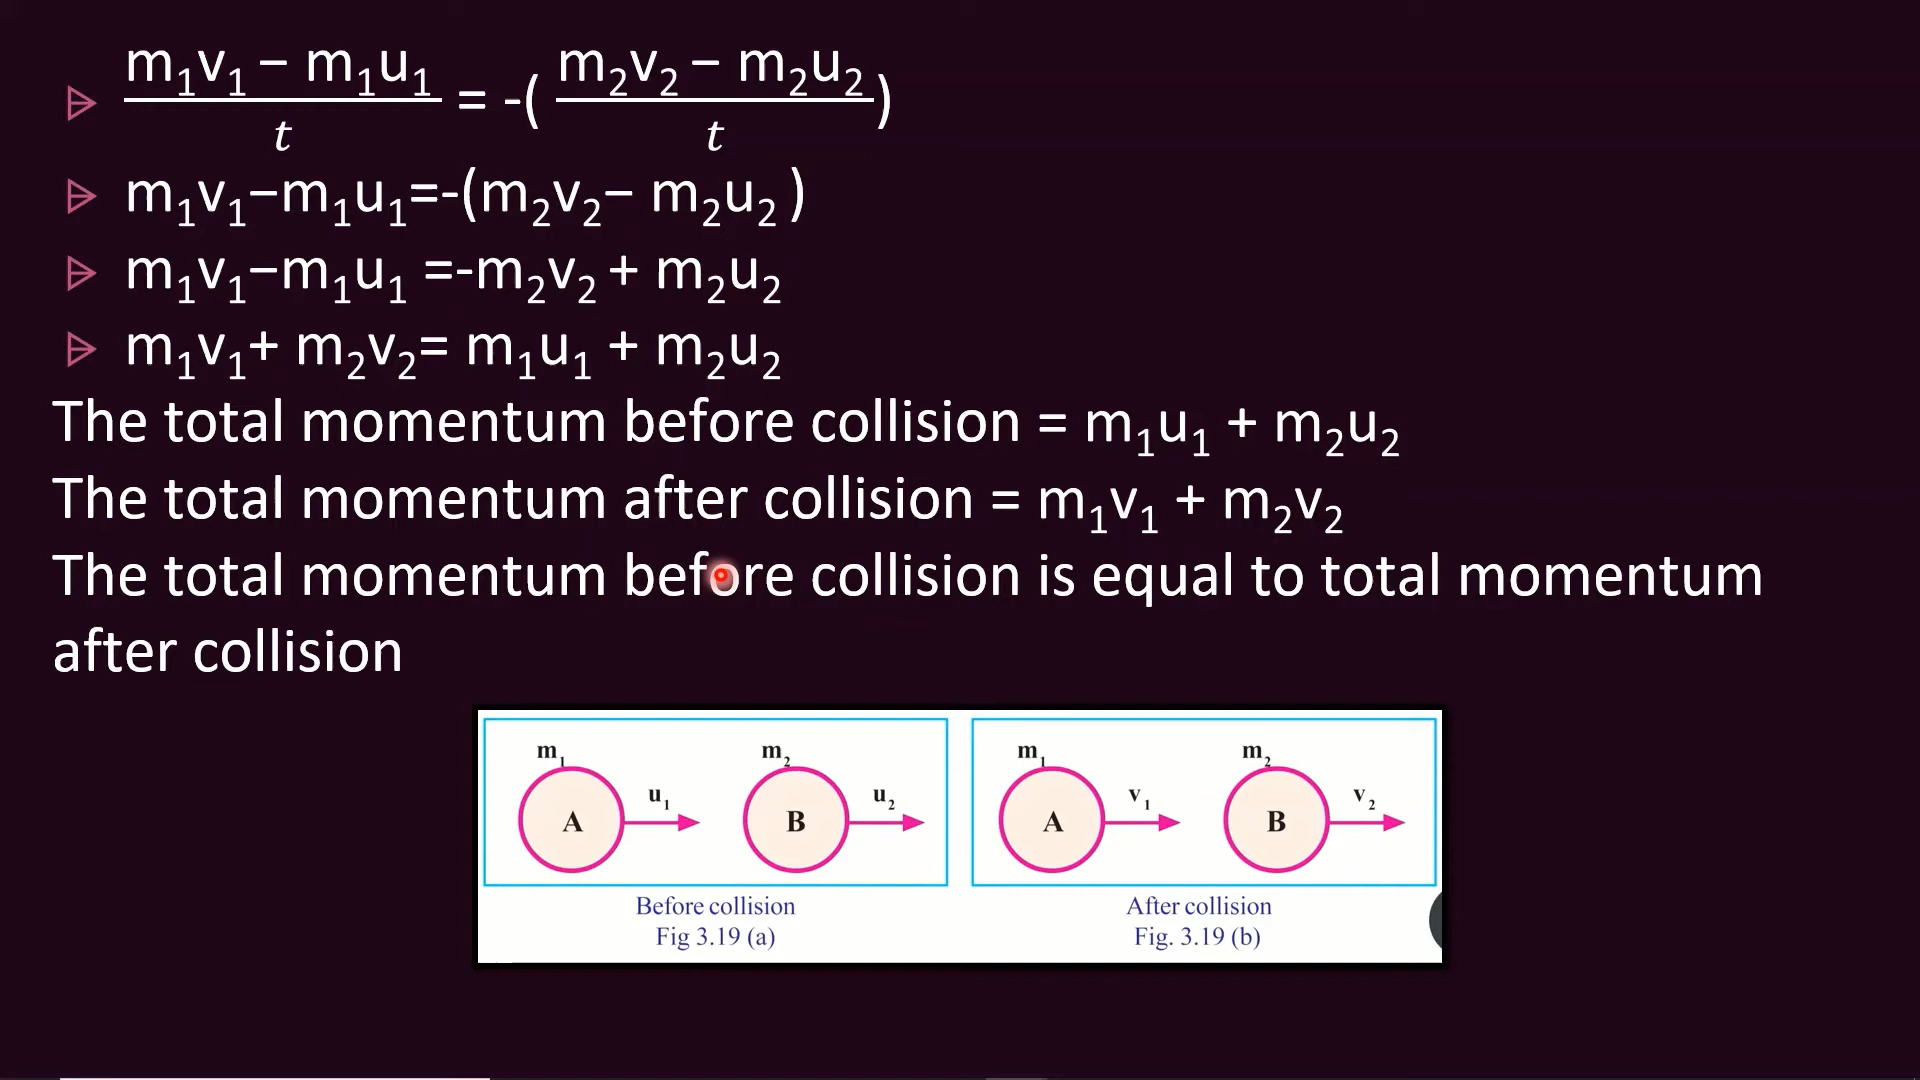 m₁v₁ − m₁u₁ / t = -( m₂v₂ − m₂u₂ / t )
m₁v₁−m₁u₁=-(m₂v₂− m₂u₂ )
m₁v₁−m₁u₁ =-m₂v₂ + m₂u₂
m₁v₁+ m₂v₂= m₁u₁ + m₂u₂
The total momentum before collision = m₁u₁ + m₂u₂
The total momentum after collision = m₁v₁ + m₂v₂
The total momentum before collision is equal to total momentum
after collision
m₁ m₂
u₁ u₂
A B
Before collision
Fig 3.19 (a)
m₁ m₂
v₁ v₂
A B
After collision
Fig. 3.19 (b)